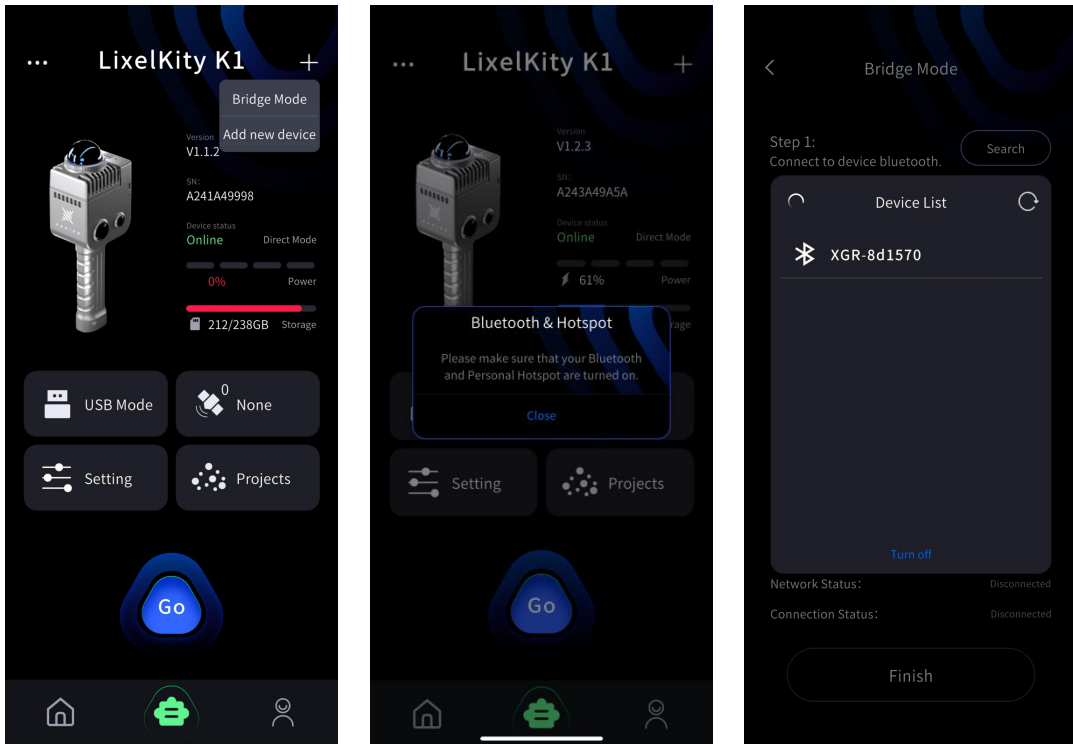 LixelKity K1
Bridge Mode
Add new device
Version
V1.1.2
SN:
A241A49998
Device status
Online
Direct Mode
0%
Power
212/238GB
Storage
USB Mode
0
None
Setting
Projects
Go
LixelKity K1
Version
V1.2.3
SN:
A243A49A5A
Device status
Online
Direct Mode
61%
Power
rage
Bluetooth & Hotspot
Please make sure that your Bluetooth
and Personal Hotspot are turned on.
Close
Setting
Projects
Go
Bridge Mode
Step 1:
Connect to device bluetooth.
Search
Device List
XGR-8d1570
Turn off
Network Status:
Disconnected
Connection Status:
Disconnected
Finish